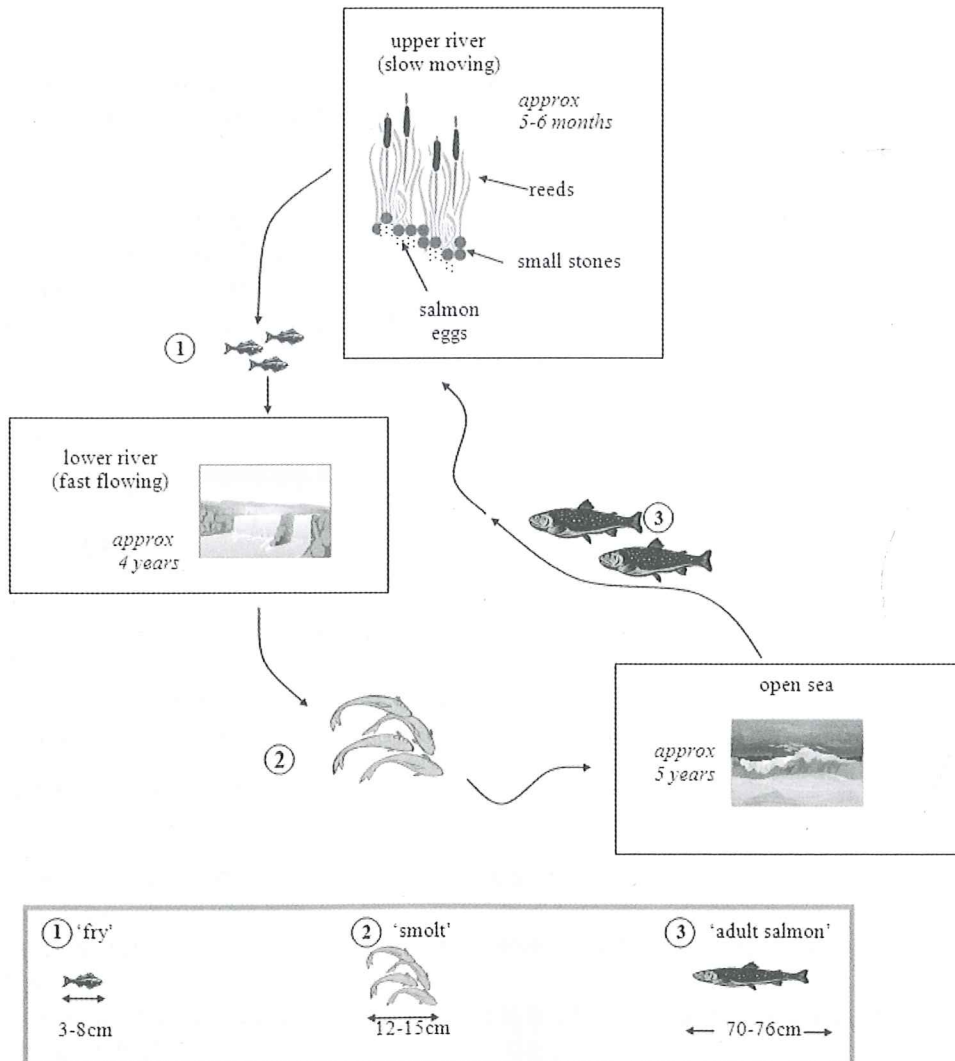 upper river
(slow moving)
approx
5-6 months
reeds
small stones
salmon
eggs
1
lower river
(fast flowing)
approx
4 years
3
2
open sea
approx
5 years
1 'fry'
3-8cm
2 'smolt'
12-15cm
3 'adult salmon'
70-76cm